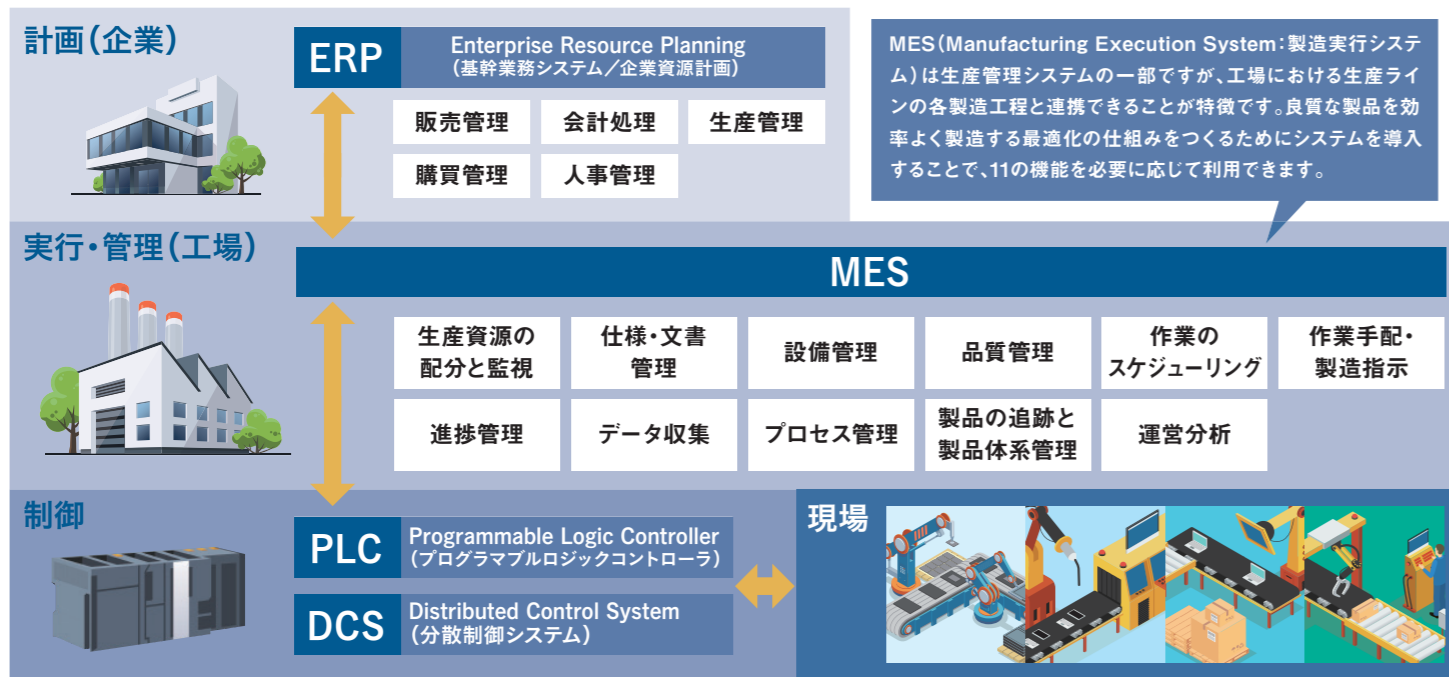 計画（企業）
ERP
Enterprise Resource Planning
（基幹業務システム／企業資源計画）
販売管理
会計処理
生産管理
購買管理
人事管理
MES（Manufacturing Execution System：製造実行システ
ム）は生産管理システムの一部ですが、工場における生産ライ
ンの各製造工程と連携できることが特徴です。良質な製品を効
率よく製造する最適化の仕組みをつくるためにシステムを導入
することで、11の機能を必要に応じて利用できます。
実行・管理（工場）
MES
生産資源の
配分と監視
仕様・文書
管理
設備管理
品質管理
作業の
スケジューリング
作業手配・
製造指示
進捗管理
データ収集
プロセス管理
製品の追跡と
製品体系管理
運営分析
制御
PLC
Programmable Logic Controller
（プログラマブルロジックコントローラ）
DCS
Distributed Control System
（分散制御システム）
現場